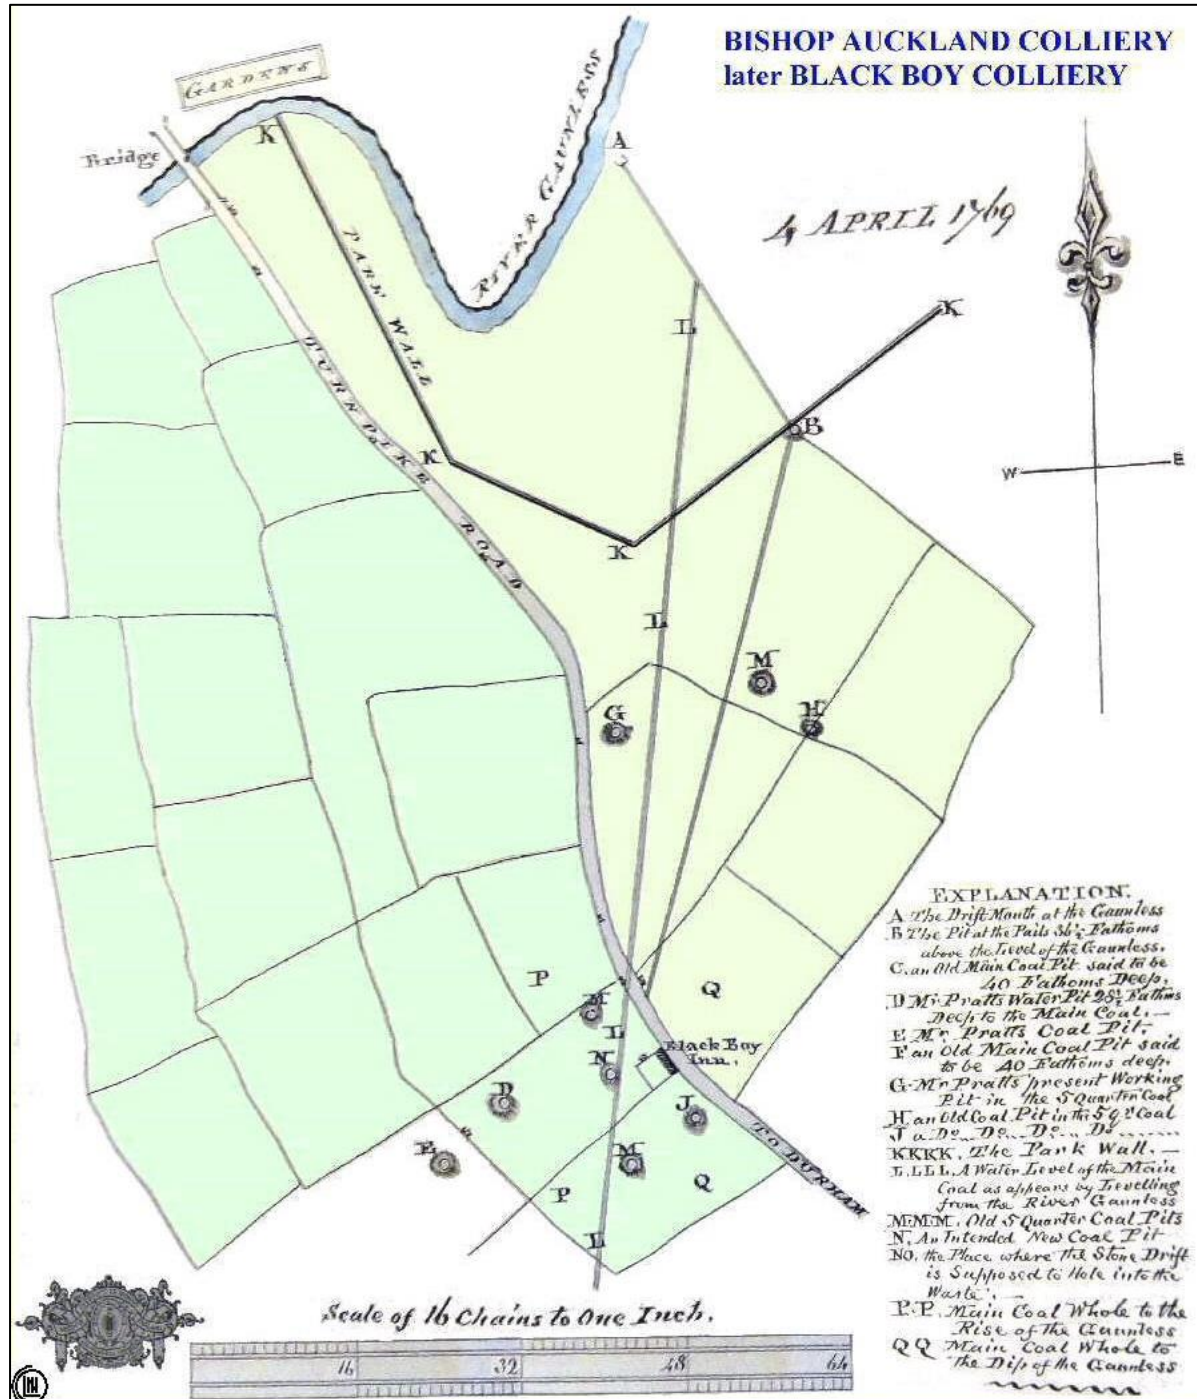 BISHOP AUCKLAND COLLIERY
later BLACK BOY COLLIERY
GARDENS
Bridge
K
PARK WALL
RIVER GAUNLESS
A
4 APRIL 1769
L
K
B
K
K
W
E
TURNPIKE
ROAD
L
M
G
H
P
Q
M
L
Black Boy
Inn.
N
J
E
M
TO DURHAM
P
Q
L
EXPLANATION.
A The Drift Mouth at the Gaunless
B The Pit at the Pails 36½ Fathoms
above the Level of the Gaunless.
C. an Old Main Coal Pit said to be
40 Fathoms Deep.
D Mr Pratts Water Pit 28½ Fathms
Deep to the Main Coal. —
E Mr. Pratts Coal Pit.
F an Old Main Coal Pit said
to be 40 Fathoms deep.
G. Mr Pratts present Working
Pit in the 5 Quarter Coal
H an Old Coal Pit in the 5 qr Coal
J a Do... Do... Do... Do......
KKKK. The Park Wall. —
L.LLL. A Water Level of the Main
Coal as appears by Levelling
from the River Gaunless
M.M.M. Old 5 Quarter Coal Pits
N. An Intended New Coal Pit
NO. the Place where the Stone Drift
is Supposed to Hole into the
Waste. —
P.P. Main Coal Whole to the
Rise of the Gaunless
QQ Main Coal Whole to
the Dip of the Gaunless
Scale of 16 Chains to One Inch.
16 32 48 64